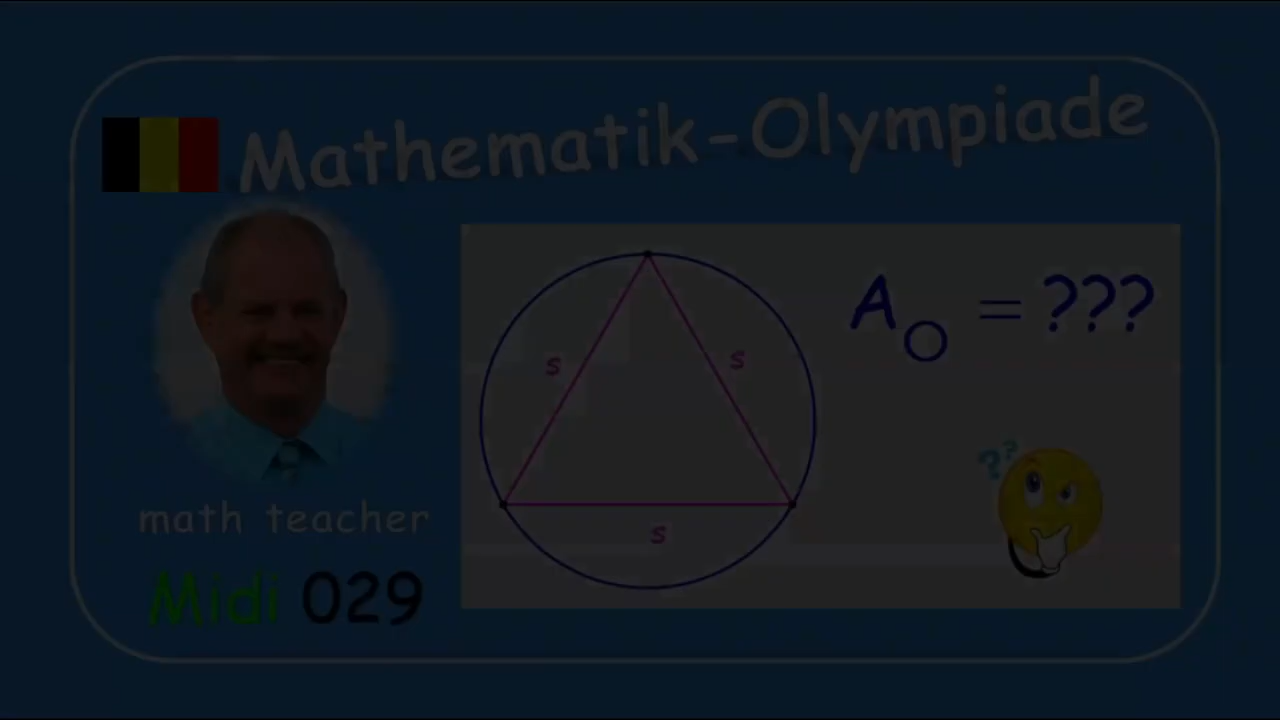 Mathematik-Olympiade
A O = ???
s s
s
??
math teacher
Midi 029